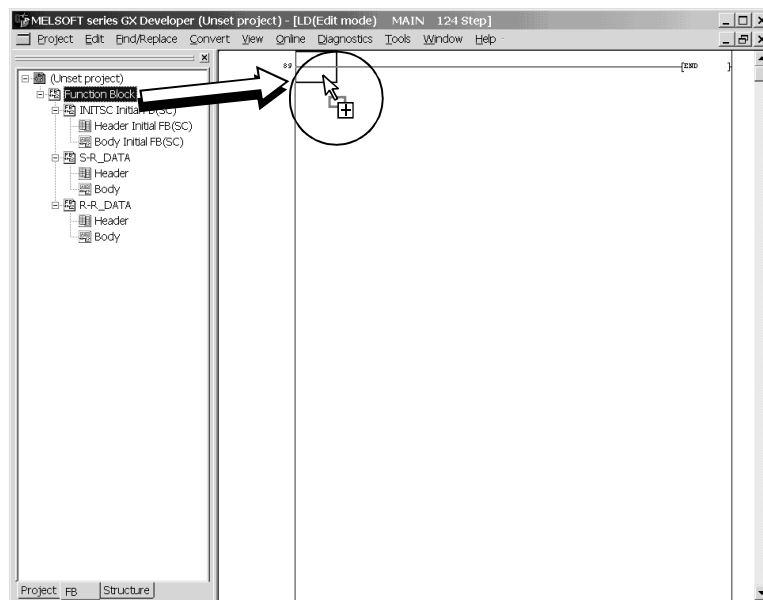 MELSOFT series GX Developer (Unset project) - [LD(Edit mode) MAIN 124 Step]
Project Edit Find/Replace Convert View Online Diagnostics Tools Window Help
89 [END ]
(Unset project)
Function Block
INITSC Initial FB(SC)
Header Initial FB(SC)
Body Initial FB(SC)
S-R_DATA
Header
Body
R-R_DATA
Header
Body
Project FB Structure